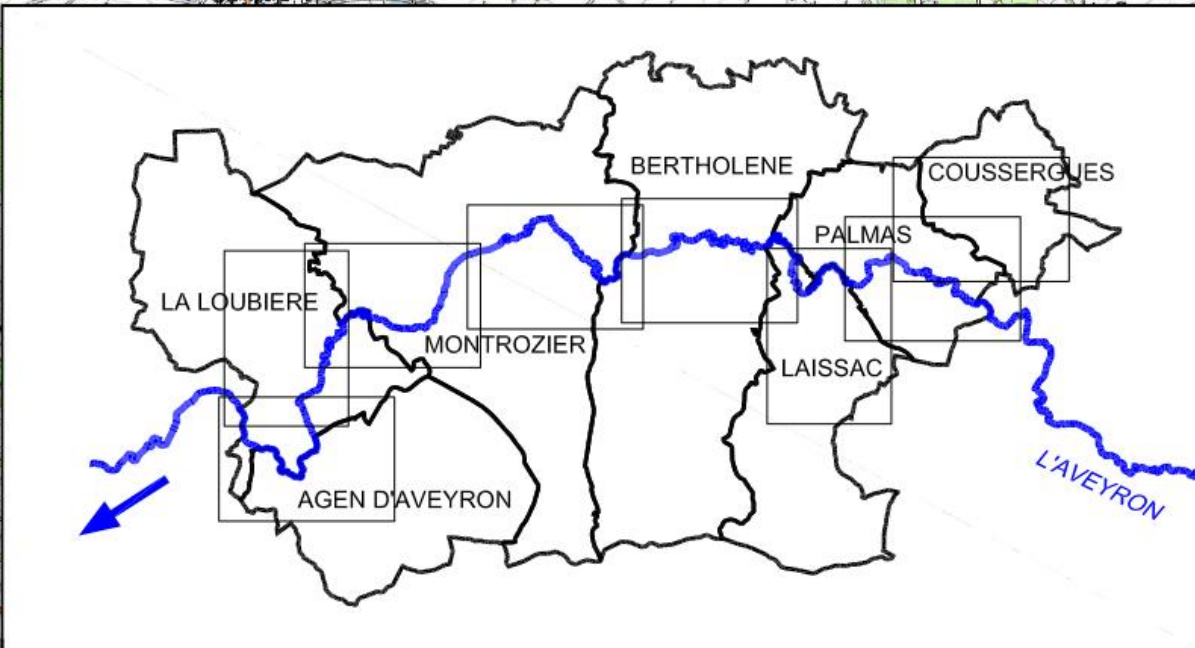 BERTHOLENE
COUSSERGUES
PALMAS
LA LOUBIERE
MONTROZIER
LAISSAC
L'AVEYRON
AGEN D'AVEYRON